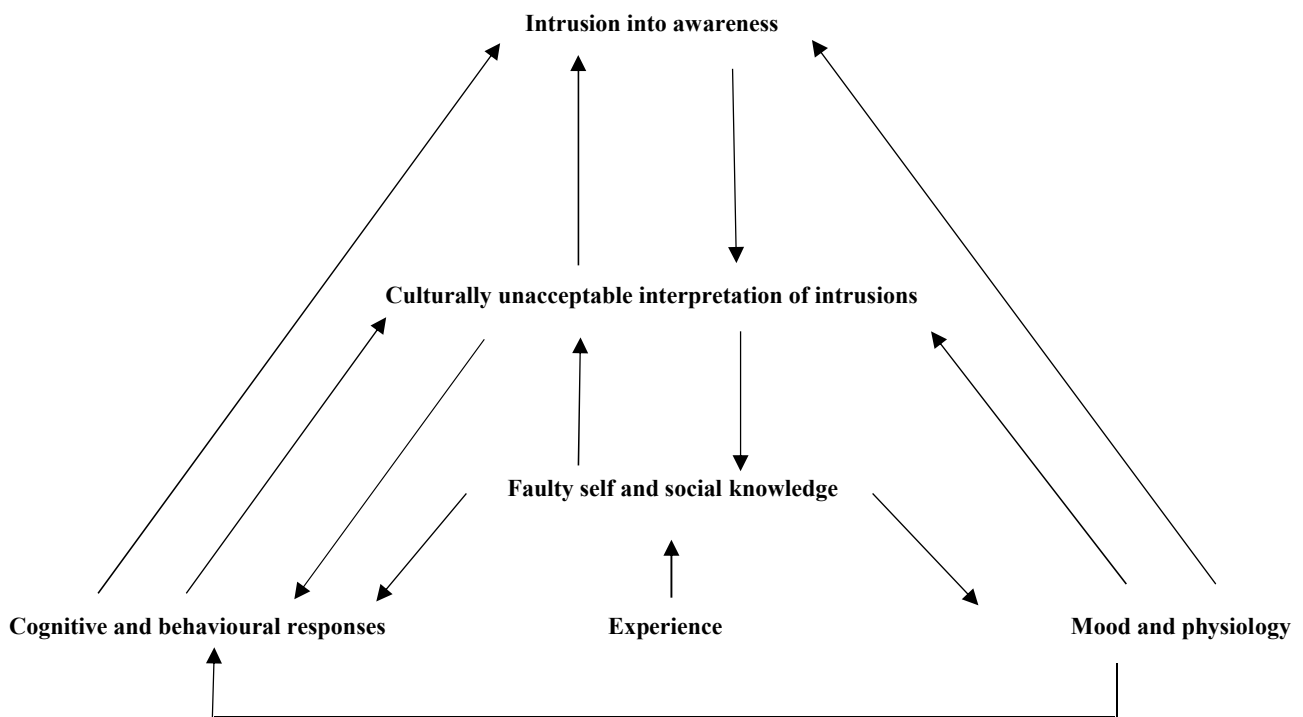 Intrusion into awareness
Culturally unacceptable interpretation of intrusions
Faulty self and social knowledge
Cognitive and behavioural responses
Experience
Mood and physiology